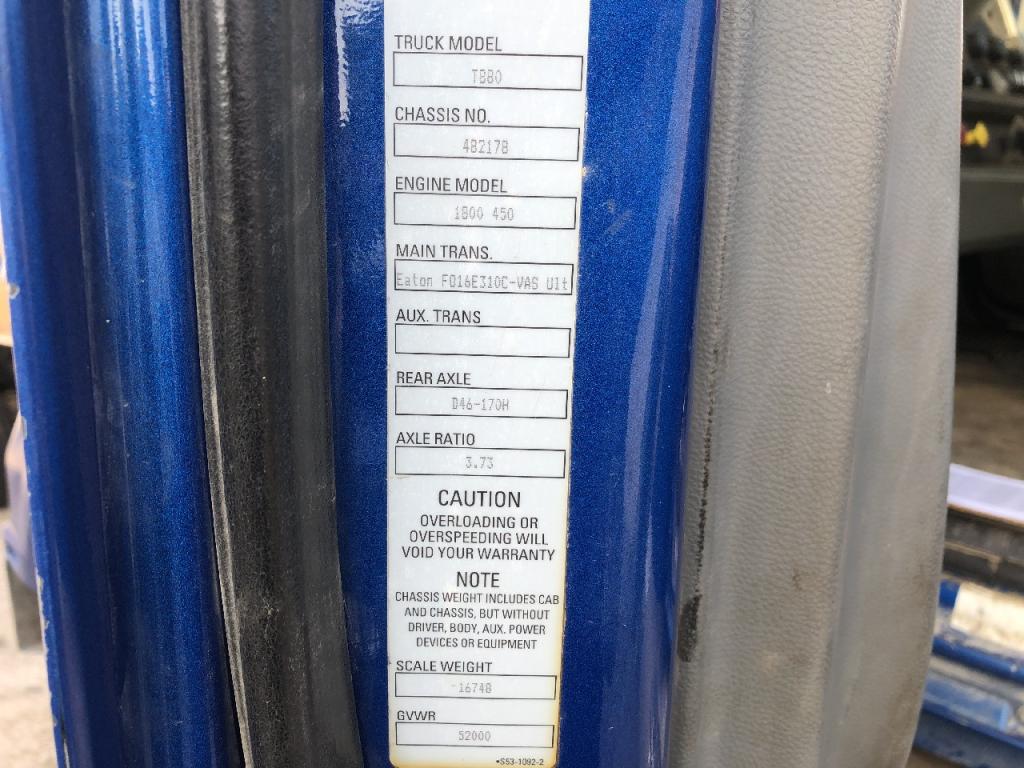 TRUCK MODEL
T880
CHASSIS NO.
482178
ENGINE MODEL
1800 450
MAIN TRANS.
Eaton FO16E310C-VAS Ult
AUX. TRANS
REAR AXLE
D46-170H
AXLE RATIO
3.73
CAUTION
OVERLOADING OR
OVERSPEEDING WILL
VOID YOUR WARRANTY
NOTE
CHASSIS WEIGHT INCLUDES CAB
AND CHASSIS, BUT WITHOUT
DRIVER, BODY, AUX. POWER
DEVICES OR EQUIPMENT
SCALE WEIGHT
16748
GVWR
52000
•S53-1092-2